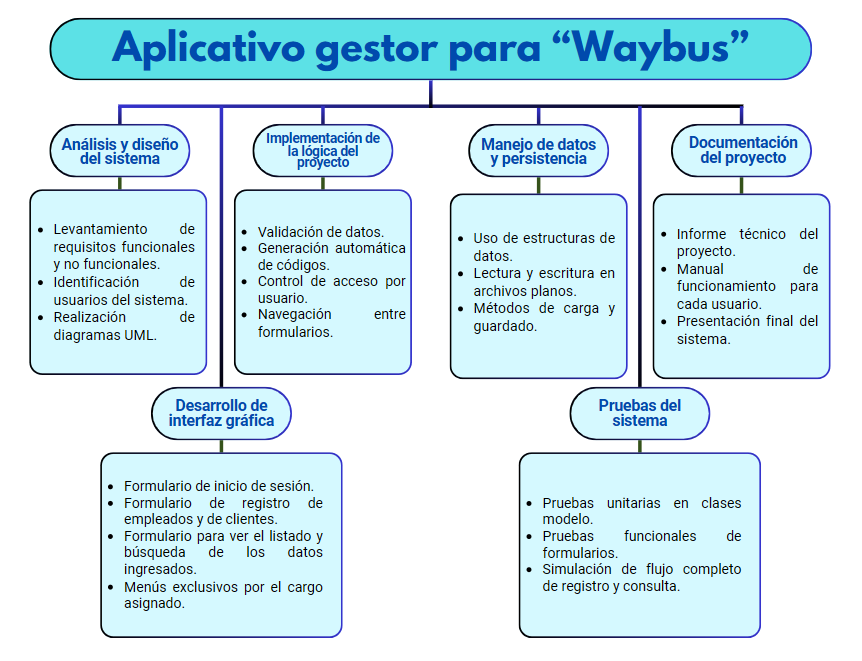 Aplicativo gestor para “Waybus”
Análisis y diseño
del sistema
Levantamiento de
requisitos funcionales
y no funcionales.
Identificación de
usuarios del sistema.
Realización de
diagramas UML.
Desarrollo de
interfaz gráfica
Formulario de inicio de sesión.
Formulario de registro de
empleados y de clientes.
Formulario para ver el listado y
búsqueda de los datos
ingresados.
Menús exclusivos por el cargo
asignado.
Implementación de
la lógica del
proyecto
Validación de datos.
Generación automática
de códigos.
Control de acceso por
usuario.
Navegación entre
formularios.
Manejo de datos
y persistencia
Uso de estructuras de
datos.
Lectura y escritura en
archivos planos.
Métodos de carga y
guardado.
Pruebas del
sistema
Pruebas unitarias en clases
modelo.
Pruebas funcionales de
formularios.
Simulación de flujo completo
de registro y consulta.
Documentación
del proyecto
Informe técnico del
proyecto.
Manual de
funcionamiento para
cada usuario.
Presentación final del
sistema.